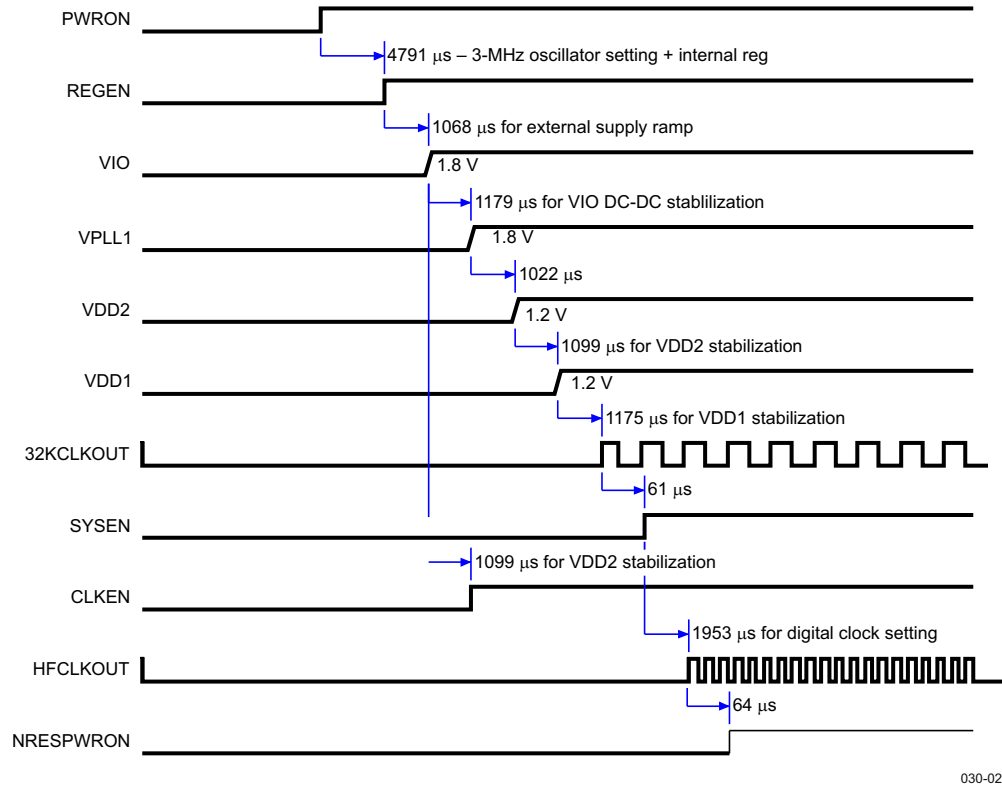 PWRON
4791 μs – 3-MHz oscillator setting + internal reg
REGEN
1068 μs for external supply ramp
VIO
1.8 V
1179 μs for VIO DC-DC stablilization
VPLL1
1.8 V
1022 μs
VDD2
1.2 V
1099 μs for VDD2 stabilization
VDD1
1.2 V
1175 μs for VDD1 stabilization
32KCLKOUT
61 μs
SYSEN
1099 μs for VDD2 stabilization
CLKEN
1953 μs for digital clock setting
HFCLKOUT
64 μs
NRESPWRON
030-02